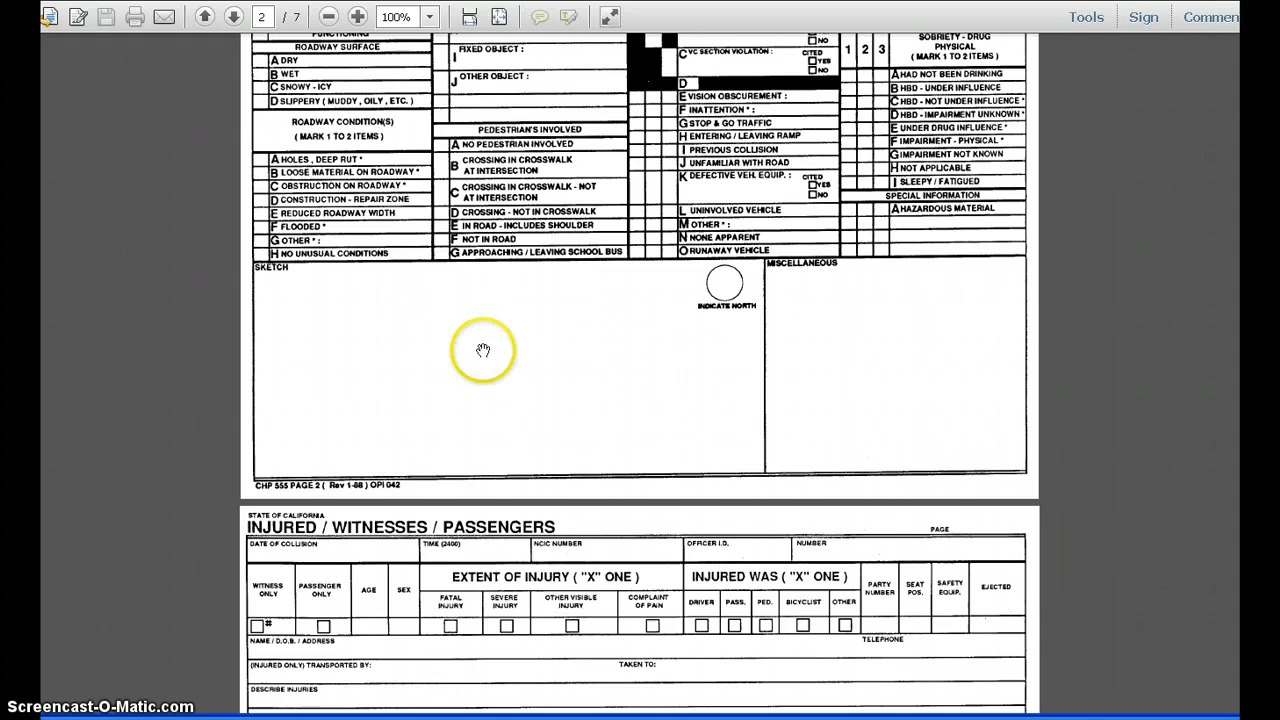 2 / 7
100%
Tools
Sign
Commen
FUNCTIONING
ROADWAY SURFACE
A DRY
B WET
C SNOWY - ICY
D SLIPPERY ( MUDDY , OILY , ETC. )
ROADWAY CONDITION(S)
( MARK 1 TO 2 ITEMS )
A HOLES , DEEP RUT *
B LOOSE MATERIAL ON ROADWAY *
C OBSTRUCTION ON ROADWAY *
D CONSTRUCTION - REPAIR ZONE
E REDUCED ROADWAY WIDTH
F FLOODED *
G OTHER * :
H NO UNUSUAL CONDITIONS
I FIXED OBJECT :
J OTHER OBJECT :
PEDESTRIAN'S INVOLVED
A NO PEDESTRIAN INVOLVED
B CROSSING IN CROSSWALK
AT INTERSECTION
C CROSSING IN CROSSWALK - NOT
AT INTERSECTION
D CROSSING - NOT IN CROSSWALK
E IN ROAD - INCLUDES SHOULDER
F NOT IN ROAD
G APPROACHING / LEAVING SCHOOL BUS
NO
C VC SECTION VIOLATION : CITED
YES
NO
D
E VISION OBSCUREMENT :
F INATTENTION * :
G STOP & GO TRAFFIC
H ENTERING / LEAVING RAMP
I PREVIOUS COLLISION
J UNFAMILIAR WITH ROAD
K DEFECTIVE VEH. EQUIP. : CITED
YES
NO
L UNINVOLVED VEHICLE
M OTHER * :
N NONE APPARENT
O RUNAWAY VEHICLE
1 2 3
SOBRIETY - DRUG
PHYSICAL
( MARK 1 TO 2 ITEMS )
A HAD NOT BEEN DRINKING
B HBD - UNDER INFLUENCE
C HBD - NOT UNDER INFLUENCE *
D HBD - IMPAIRMENT UNKNOWN *
E UNDER DRUG INFLUENCE *
F IMPAIRMENT - PHYSICAL *
G IMPAIRMENT NOT KNOWN
H NOT APPLICABLE
I SLEEPY / FATIGUED
SPECIAL INFORMATION
A HAZARDOUS MATERIAL
SKETCH
INDICATE NORTH
MISCELLANEOUS
CHP 555 PAGE 2 ( Rev 1-88 ) OPI 042
STATE OF CALIFORNIA
INJURED / WITNESSES / PASSENGERS
PAGE
DATE OF COLLISION
TIME (2400)
NCIC NUMBER
OFFICER I.D.
NUMBER
WITNESS
ONLY
PASSENGER
ONLY
AGE
SEX
EXTENT OF INJURY ( "X" ONE )
FATAL
INJURY
SEVERE
INJURY
OTHER VISIBLE
INJURY
COMPLAINT
OF PAIN
INJURED WAS ( "X" ONE )
DRIVER
PASS.
PED.
BICYCLIST
OTHER
PARTY
NUMBER
SEAT
POS.
SAFETY
EQUIP.
EJECTED
#
NAME / D.O.B. / ADDRESS
TELEPHONE
(INJURED ONLY) TRANSPORTED BY:
TAKEN TO:
DESCRIBE INJURIES
Screencast-O-Matic.com